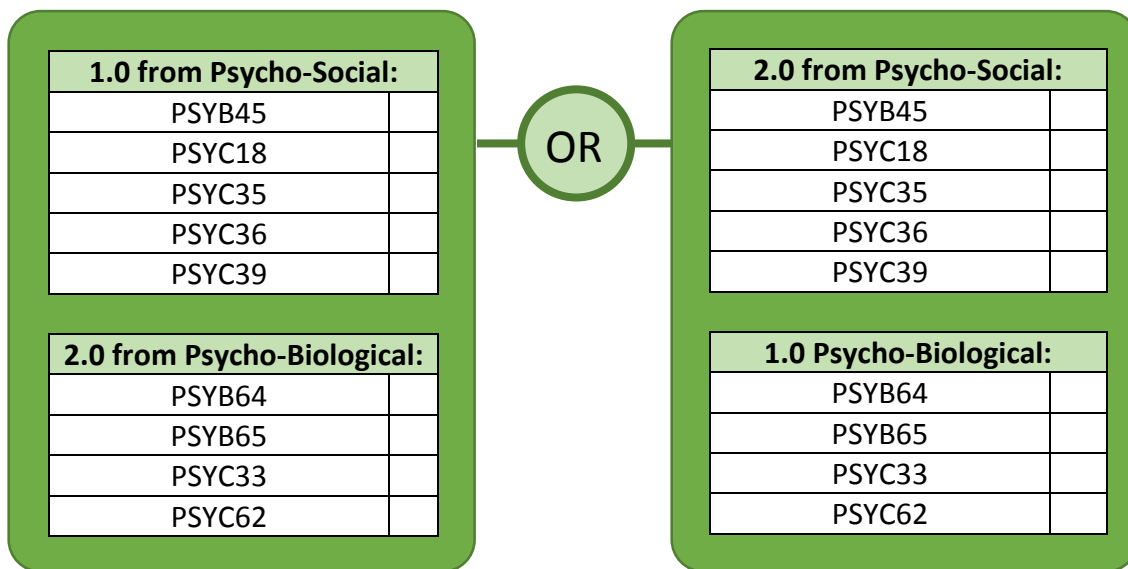 1.0 from Psycho-Social:
PSYB45
PSYC18
PSYC35
PSYC36
PSYC39
2.0 from Psycho-Biological:
PSYB64
PSYB65
PSYC33
PSYC62
OR
2.0 from Psycho-Social:
PSYB45
PSYC18
PSYC35
PSYC36
PSYC39
1.0 Psycho-Biological:
PSYB64
PSYB65
PSYC33
PSYC62